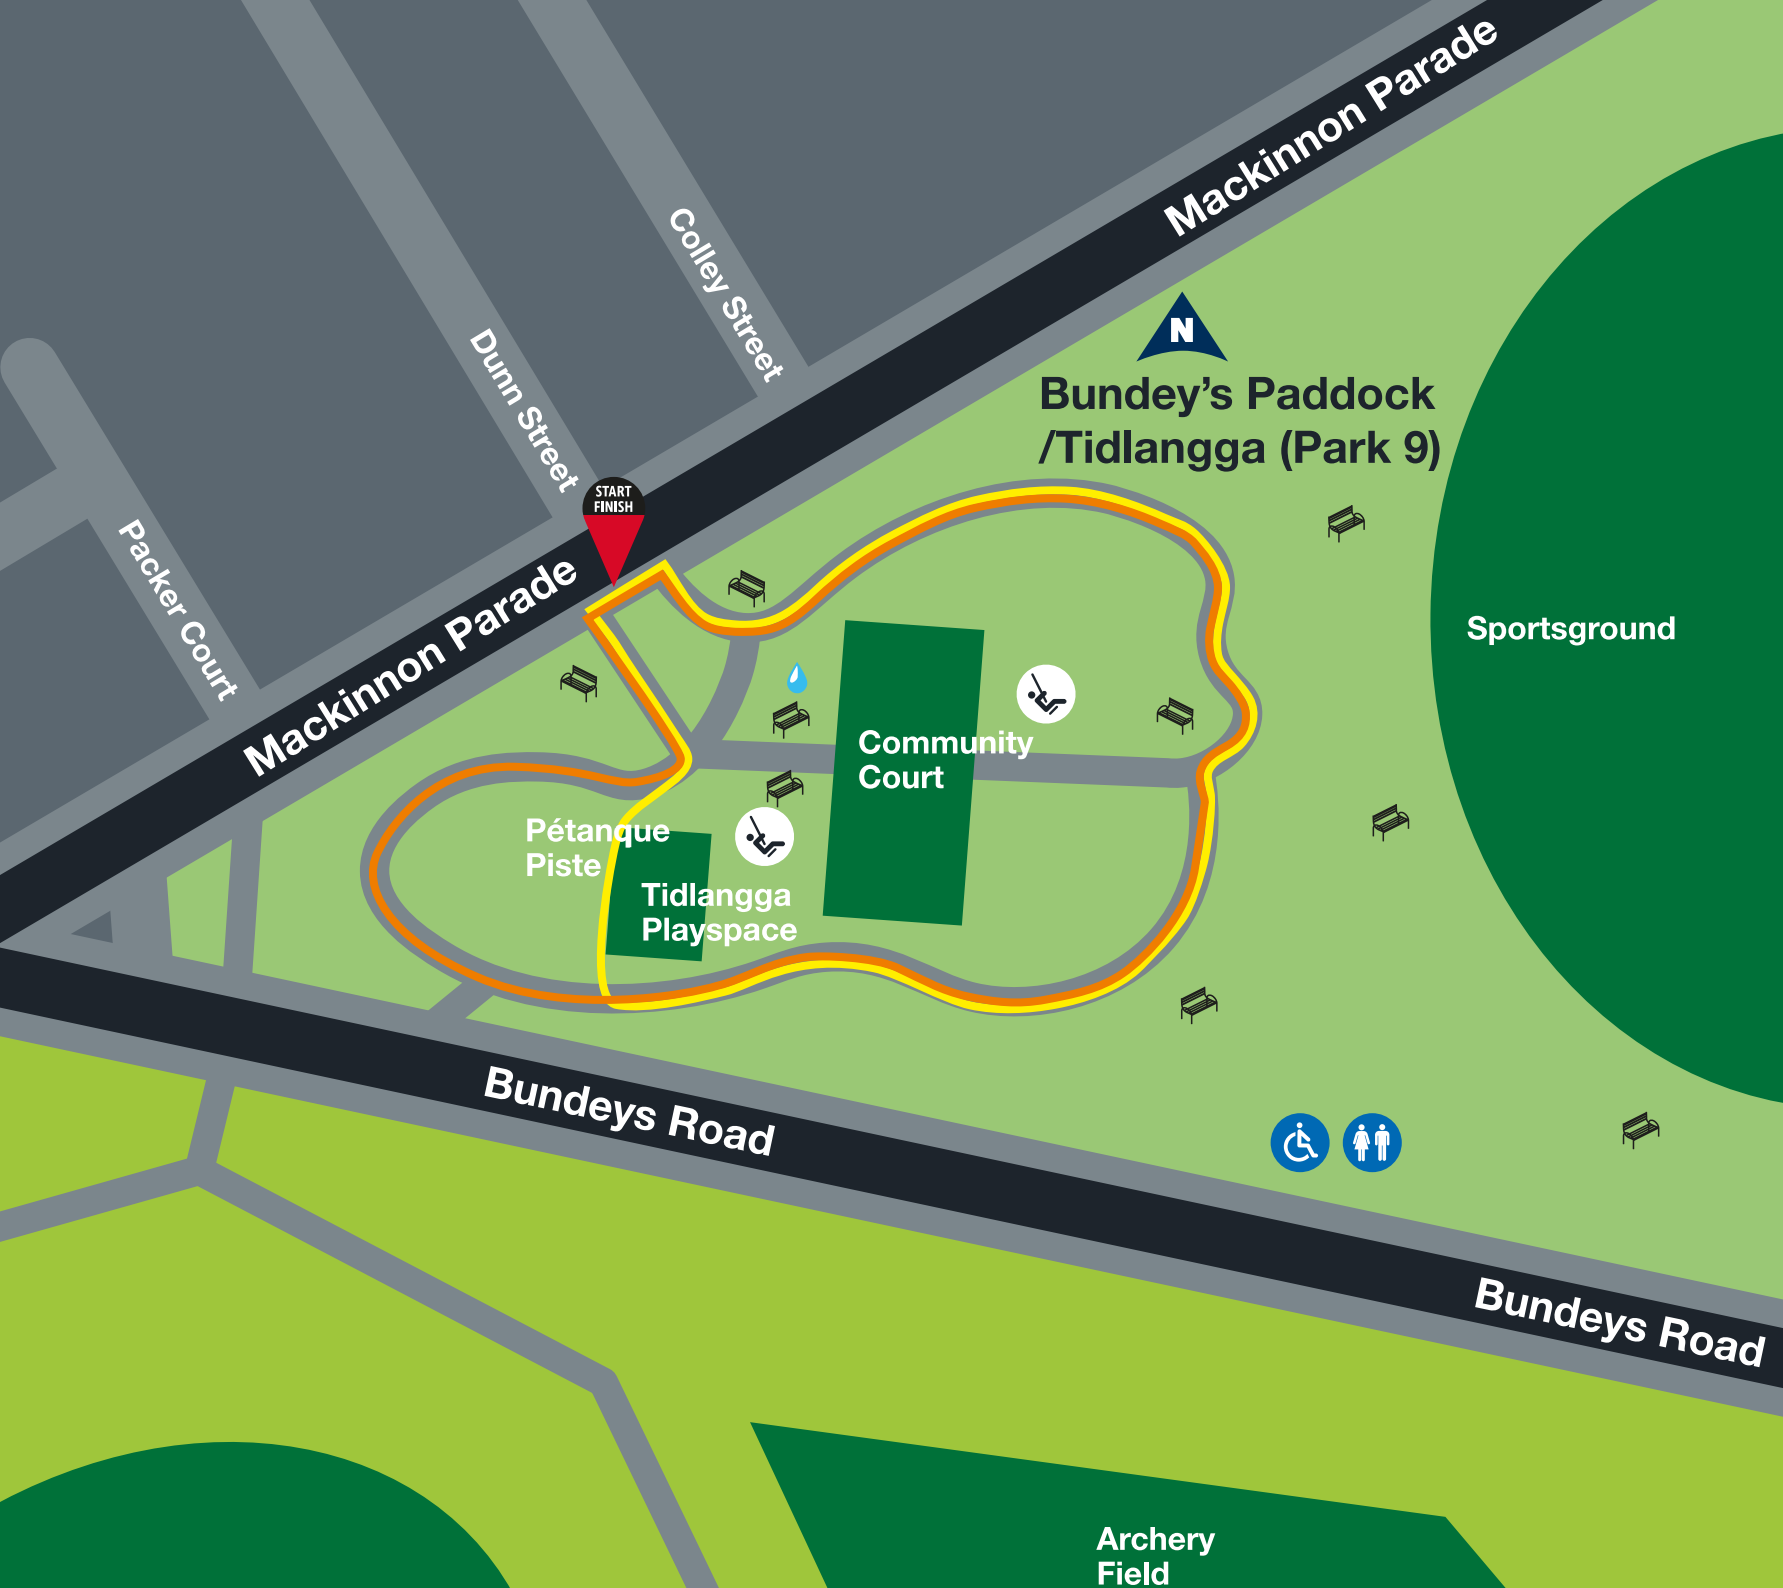 Mackinnon Parade
Colley Street
Dunn Street
N
Bundey’s Paddock
/Tidlangga (Park 9)
START
FINISH
Packer Court
Mackinnon Parade
Sportsground
Community
Court
Pétanque
Piste
Tidlangga
Playspace
Bundeys Road
Bundeys Road
Archery
Field